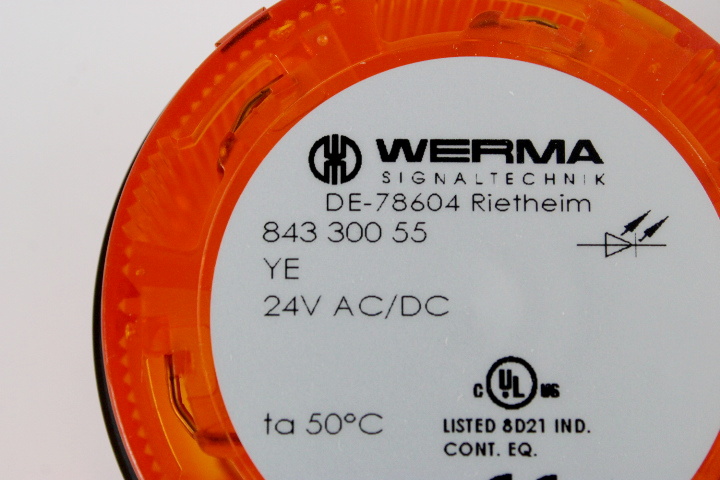 WERMA
SIGNALTECHNIK
DE-78604 Rietheim
843 300 55
YE
24V AC/DC
C UL US
ta 50°C
LISTED 8D21 IND.
CONT. EQ.